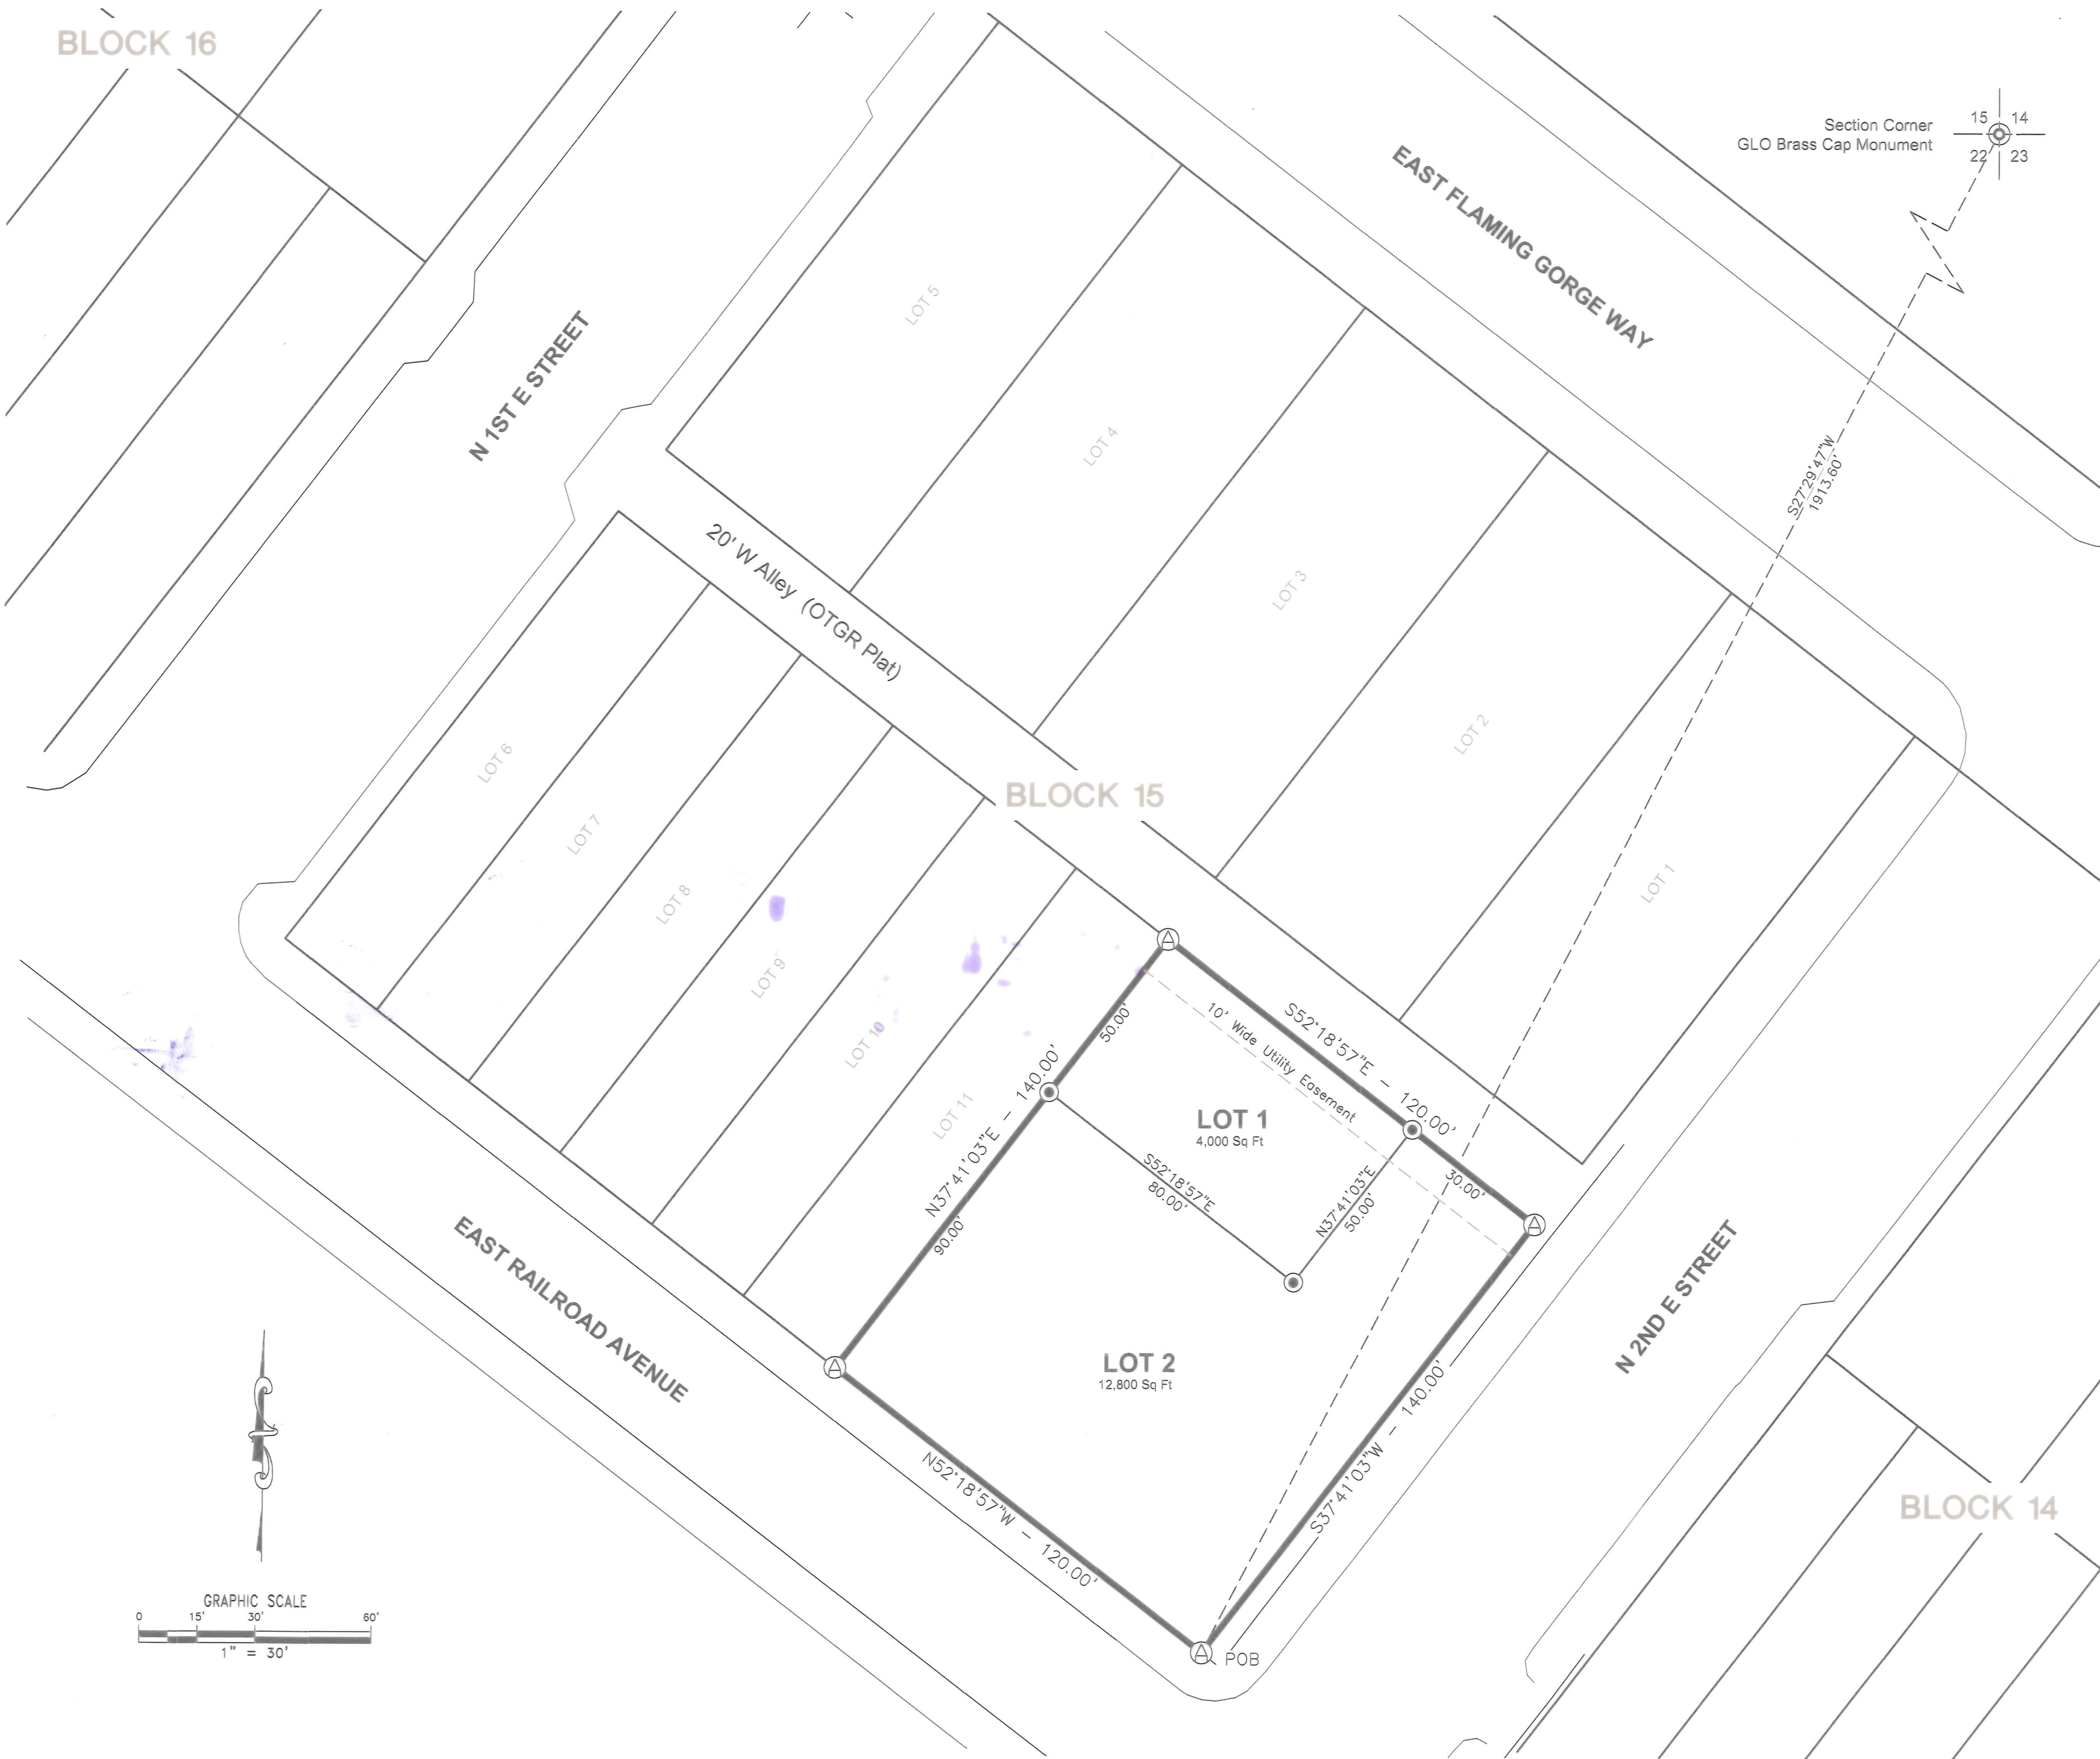 BLOCK 16
Section Corner
GLO Brass Cap Monument
15
14
22
23
EAST FLAMING GORGE WAY
N 1ST E STREET
S27°29'47"W
1913.60'
LOT 5
LOT 4
LOT 3
LOT 2
LOT 1
20' W Alley (OTGR Plat)
BLOCK 15
LOT 6
LOT 7
LOT 8
LOT 9
LOT 10
LOT 11
A
S52°18'57"E – 120.00'
10' Wide Utility Easement
50.00'
N37°41'03"E – 140.00'
90.00'
LOT 1
4,000 Sq Ft
S52°18'57"E
80.00'
N37°41'03"E
50.00'
30.00'
A
LOT 2
12,800 Sq Ft
A
N 2ND E STREET
EAST RAILROAD AVENUE
N52°18'57"W – 120.00'
S37°41'03"W – 140.00'
A
POB
BLOCK 14
GRAPHIC SCALE
0 15' 30' 60'
1" = 30'